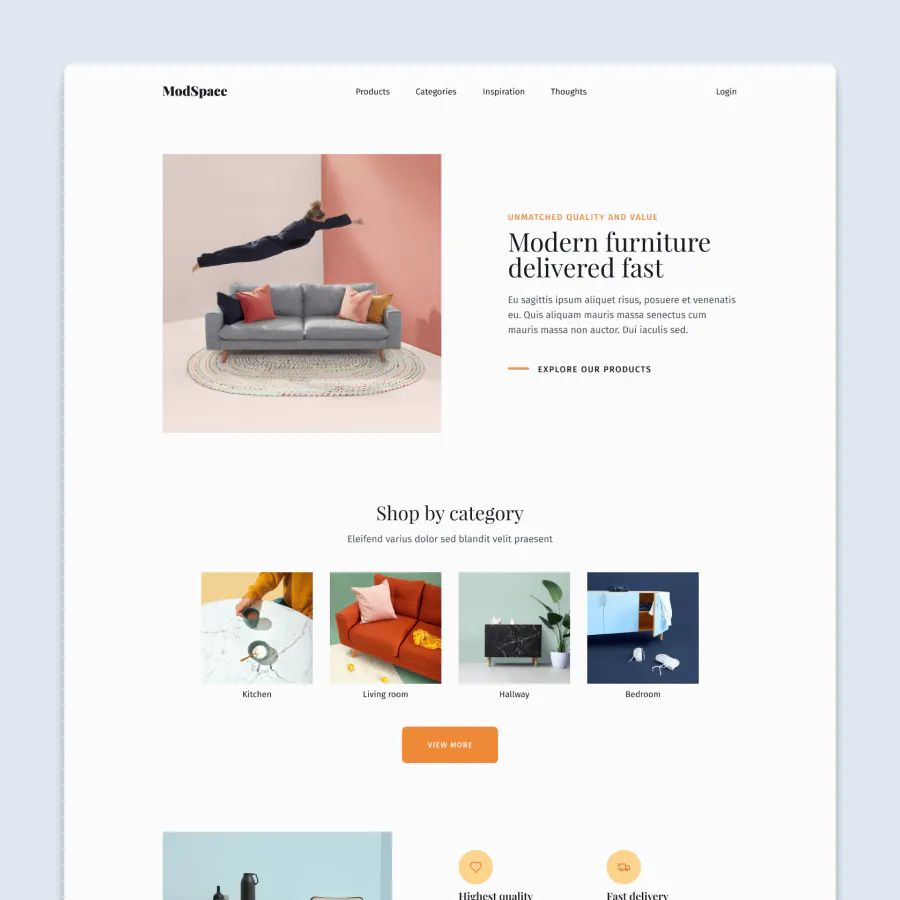 ModSpace
Products
Categories
Inspiration
Thoughts
Login
UNMATCHED QUALITY AND VALUE
Modern furniture
delivered fast
Eu sagittis ipsum aliquet risus, posuere et venenatis
eu. Quis aliquam mauris massa senectus cum
mauris massa non auctor. Dui iaculis sed.
EXPLORE OUR PRODUCTS
Shop by category
Eleifend varius dolor sed blandit velit praesent
Kitchen
Living room
Hallway
Bedroom
VIEW MORE
Highest quality
Fast delivery